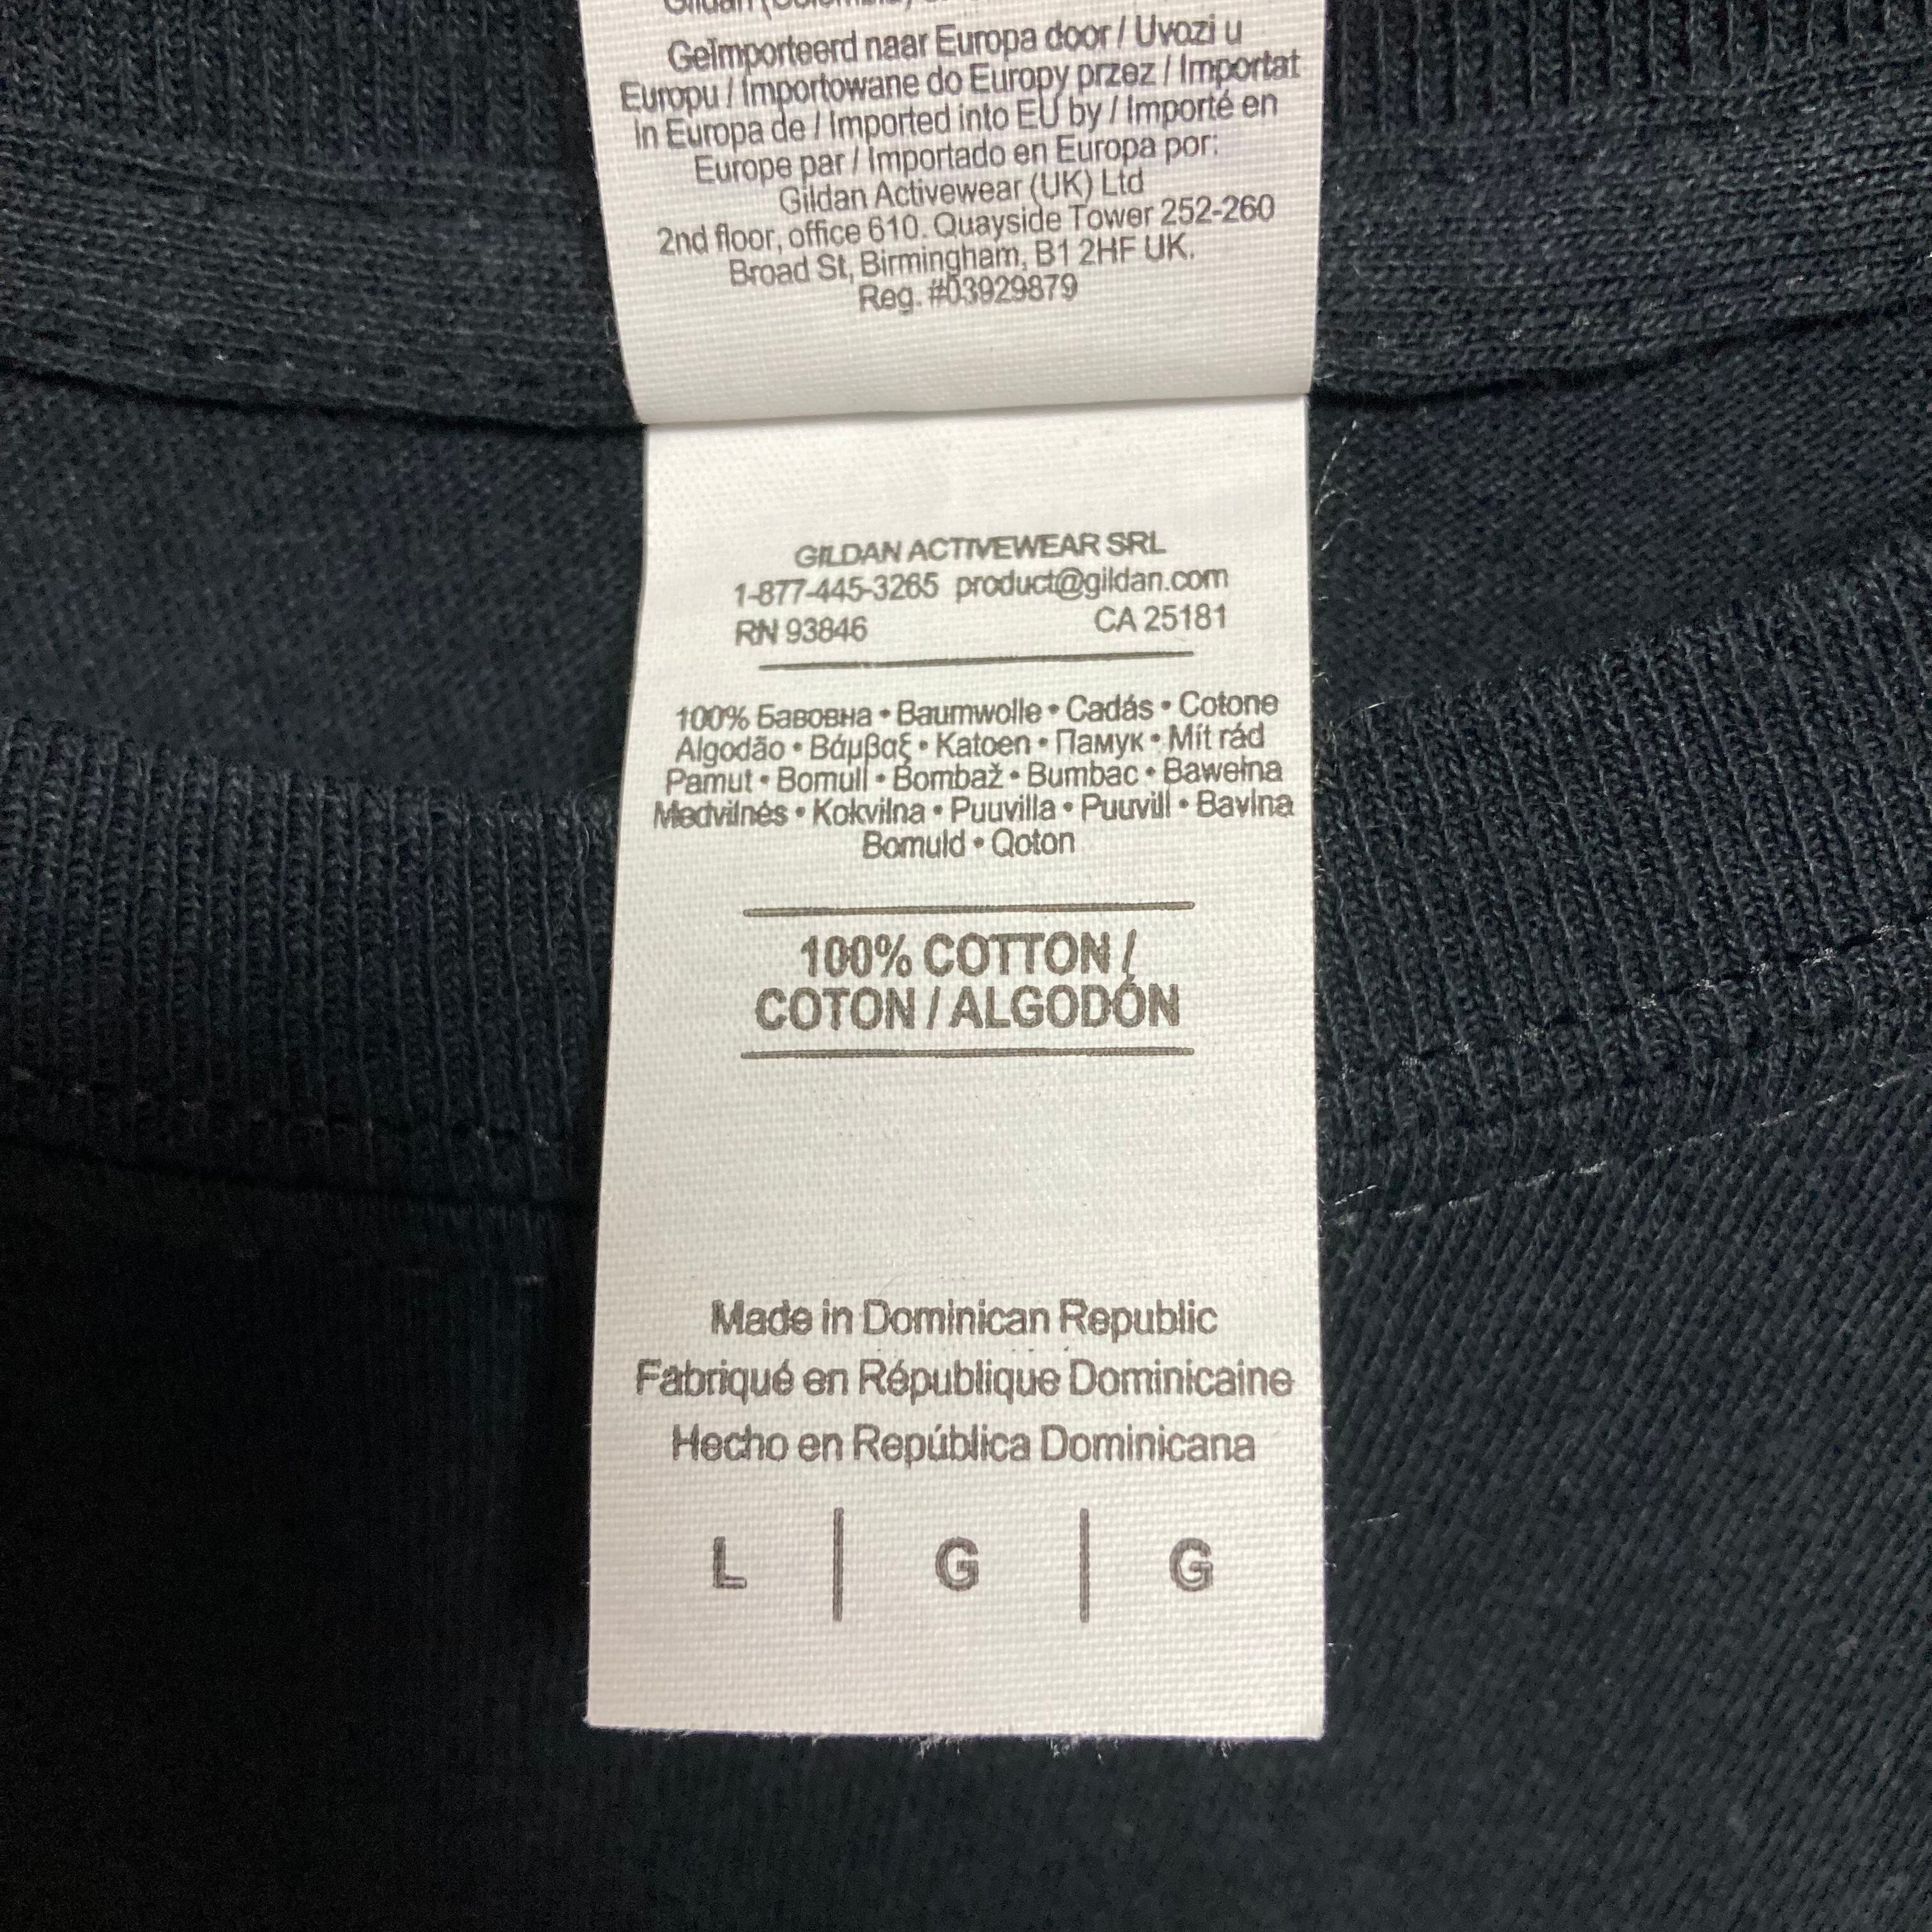 Gildan (Colombia)
Geïmporteerd naar Europa door / Uvozi u
Europu / Importowane do Europy przez / Importat
în Europa de / Imported into EU by / Importé en
Europe par / Importado en Europa por:
Gildan Activewear (UK) Ltd
2nd floor, office 610. Quayside Tower 252-260
Broad St, Birmingham, B1 2HF UK.
Reg. #03929879
GILDAN ACTIVEWEAR SRL
1-877-445-3265 product@gildan.com
RN 93846 CA 25181
100% Бавовна • Baumwolle • Cadás • Cotone
Algodão • Βάμβαξ • Katoen • Памук • Mít rád
Pamut • Bomull • Bombaž • Bumbac • Bawełna
Medvilnės • Kokvilna • Puuvilla • Puuvill • Bavlna
Bomuld • Qoton
100% COTTON /
COTON / ALGODÓN
Made in Dominican Republic
Fabriqué en République Dominicaine
Hecho en República Dominicana
L | G | G